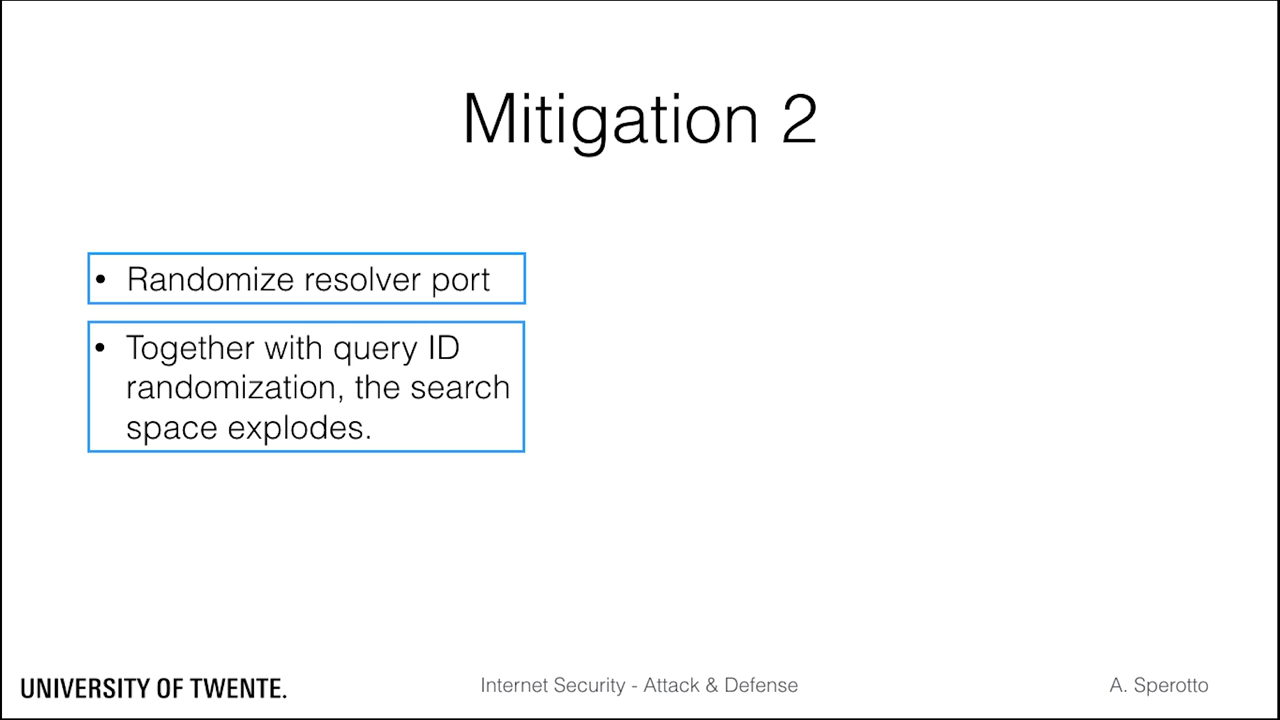 Mitigation 2
• Randomize resolver port
• Together with query ID
randomization, the search
space explodes.
UNIVERSITY OF TWENTE.
Internet Security - Attack & Defense
A. Sperotto